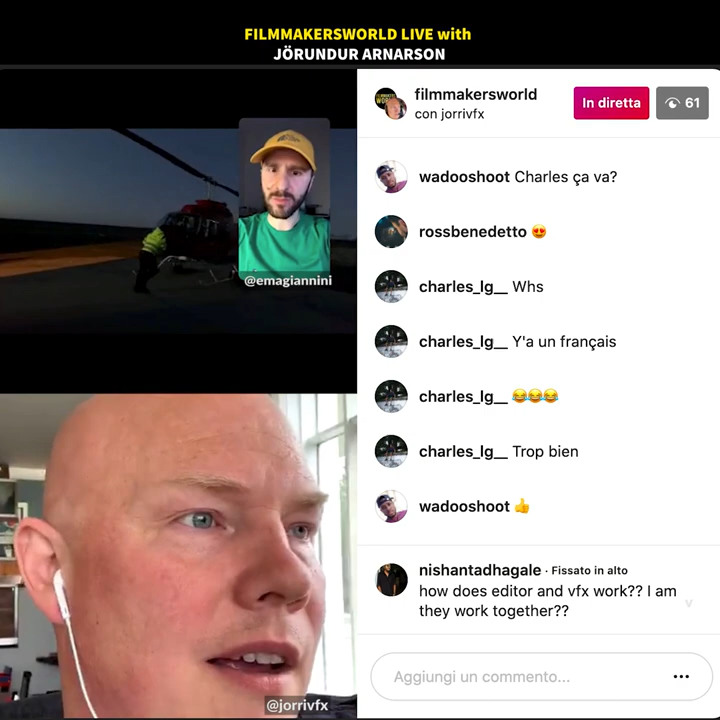 FILMMAKERSWORLD LIVE with
JÖRUNDUR ARNARSON
@emagiannini
@jorrivfx
filmmakersworld
con jorrivfx
In diretta
61
wadooshoot Charles ça va?
rossbenedetto 😍
charles_lg__ Whs
charles_lg__ Y'a un français
charles_lg__ 😂😂😂
charles_lg__ Trop bien
wadooshoot 👍
nishantadhagale · Fissato in alto
how does editor and vfx work?? I am
they work together??
Aggiungi un commento...